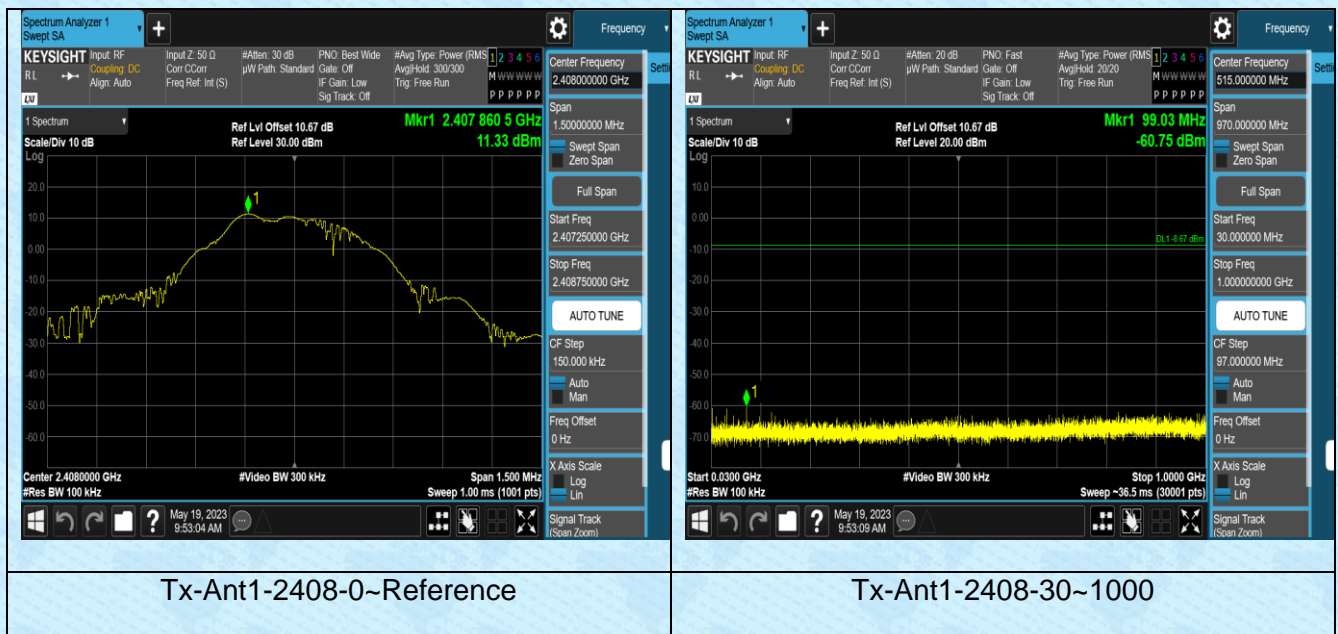 Spectrum Analyzer 1
Swept SA
Frequency
KEYSIGHT
Input: RF
Coupling: DC
Align: Auto
Input Z: 50 Ω
Corr CCorr
Freq Ref: Int (S)
#Atten: 30 dB
µW Path: Standard
PNO: Best Wide
Gate: Off
IF Gain: Low
Sig Track: Off
#Avg Type: Power (RMS
Avg|Hold: 300/300
Trig: Free Run
1 2 3 4 5 6
M W W W W W
P P P P P P
RL
LXI
Center Frequency
2.408000000 GHz
Setti
1 Spectrum
Scale/Div 10 dB
Log
Ref Lvl Offset 10.67 dB
Ref Level 30.00 dBm
Mkr1 2.407 860 5 GHz
11.33 dBm
Span
1.50000000 MHz
Swept Span
Zero Span
Full Span
Start Freq
2.407250000 GHz
Stop Freq
2.408750000 GHz
AUTO TUNE
CF Step
150.000 kHz
Auto
Man
Freq Offset
0 Hz
X Axis Scale
Log
Lin
Signal Track
(Span Zoom)
1
20.0
10.0
0.00
-10.0
-20.0
-30.0
-40.0
-50.0
-60.0
Center 2.4080000 GHz
#Res BW 100 kHz
#Video BW 300 kHz
Span 1.500 MHz
Sweep 1.00 ms (1001 pts)
?
May 19, 2023
9:53:04 AM
Spectrum Analyzer 1
Swept SA
Frequency
KEYSIGHT
Input: RF
Coupling: DC
Align: Auto
Input Z: 50 Ω
Corr CCorr
Freq Ref: Int (S)
#Atten: 20 dB
µW Path: Standard
PNO: Fast
Gate: Off
IF Gain: Low
Sig Track: Off
#Avg Type: Power (RMS
Avg|Hold: 20/20
Trig: Free Run
1 2 3 4 5 6
M W W W W W
P P P P P P
RL
LXI
Center Frequency
515.000000 MHz
Setti
1 Spectrum
Scale/Div 10 dB
Log
Ref Lvl Offset 10.67 dB
Ref Level 20.00 dBm
Mkr1 99.03 MHz
-60.75 dBm
Span
970.000000 MHz
Swept Span
Zero Span
Full Span
Start Freq
30.000000 MHz
Stop Freq
1.000000000 GHz
AUTO TUNE
CF Step
97.000000 MHz
Auto
Man
Freq Offset
0 Hz
X Axis Scale
Log
Lin
Signal Track
(Span Zoom)
DL1 -8.67 dBm
1
10.0
0.00
-10.0
-20.0
-30.0
-40.0
-50.0
-60.0
-70.0
Start 0.0300 GHz
#Res BW 100 kHz
#Video BW 300 kHz
Stop 1.0000 GHz
Sweep ~36.5 ms (30001 pts)
?
May 19, 2023
9:53:09 AM
Tx-Ant1-2408-0~Reference
Tx-Ant1-2408-30~1000